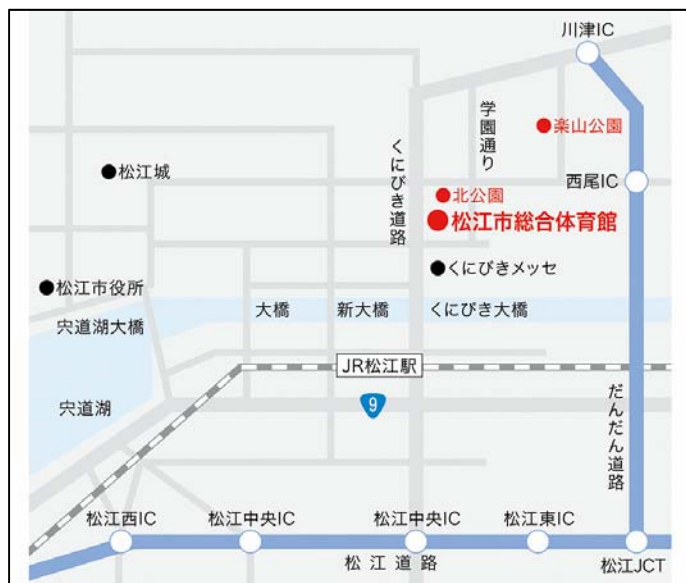 川津IC
学園通り
楽山公園
くにびき道路
松江城
西尾IC
北公園
松江市総合体育館
くにびきメッセ
松江市役所
大橋
新大橋
くにびき大橋
宍道湖大橋
JR松江駅
9
宍道湖
だんだん道路
松江西IC
松江中央IC
松江中央IC
松江東IC
松江道路
松江JCT